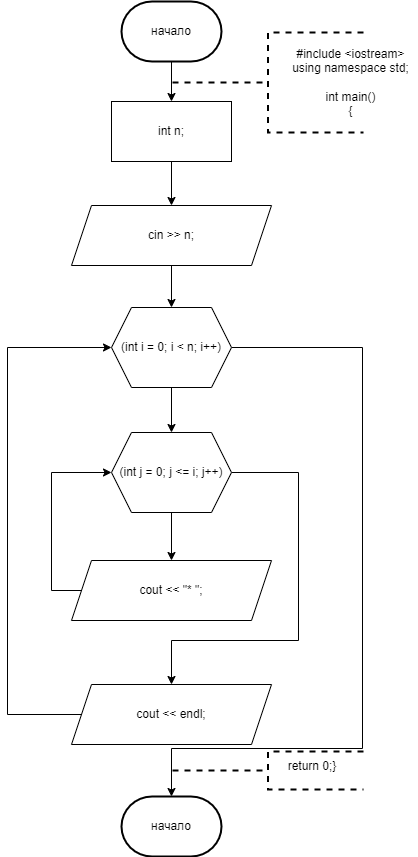 начало
#include <iostream>
using namespace std;
int main()
{
int n;
cin >> n;
(int i = 0; i < n; i++)
(int j = 0; j <= i; j++)
cout << "* ";
cout << endl;
return 0;}
начало